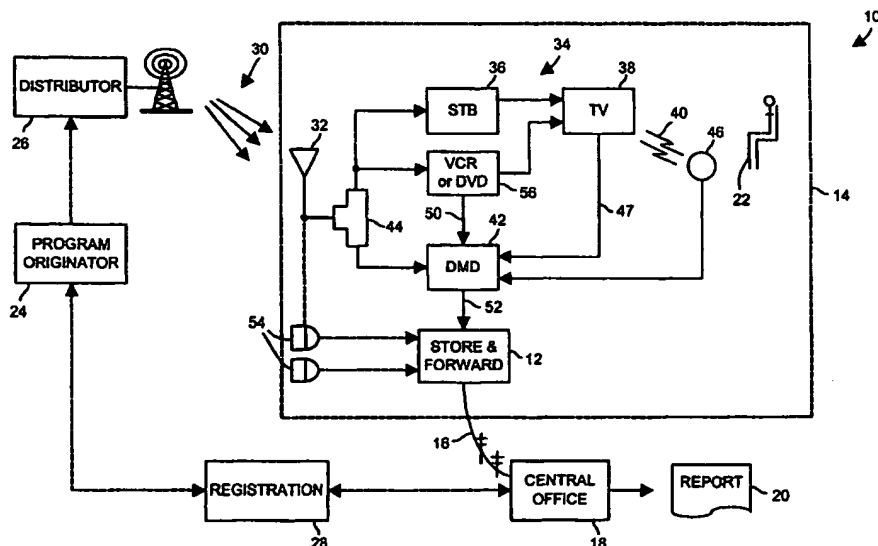 10
30
34
36
38
DISTRIBUTOR
26
STB
TV
40
46
32
VCR
or DVD
56
22
14
44
50
42
47
PROGRAM
ORIGINATOR
24
DMD
52
54
STORE &
FORWARD
12
16
REGISTRATION
28
CENTRAL
OFFICE
18
REPORT
20